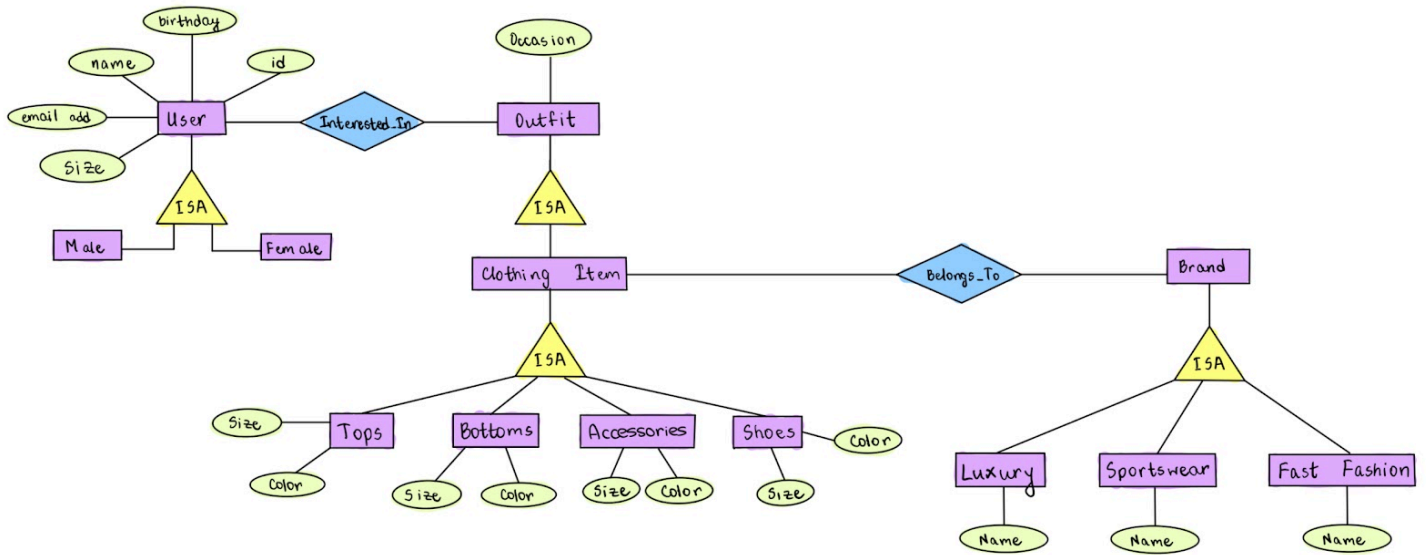 birthday
Occasion
name
id
email add
User
Interested_In
Outfit
Size
ISA
ISA
Male
Female
Clothing Item
Belongs_To
Brand
ISA
ISA
Size
Tops
Bottoms
Accessories
Shoes
Color
Color
Size
Color
Size
Color
Size
Luxury
Sportswear
Fast Fashion
Name
Name
Name